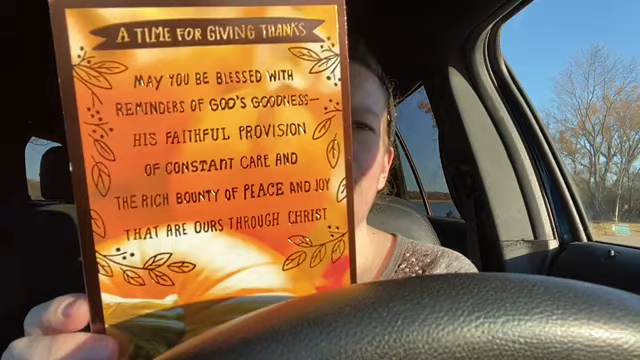 A TIME FOR GIVING THANKS
MAY YOU BE BLESSED WITH
REMINDERS OF GOD'S GOODNESS—
HIS FAITHFUL PROVISION
OF CONSTANT CARE AND
THE RICH BOUNTY OF PEACE AND JOY
THAT ARE OURS THROUGH CHRIST